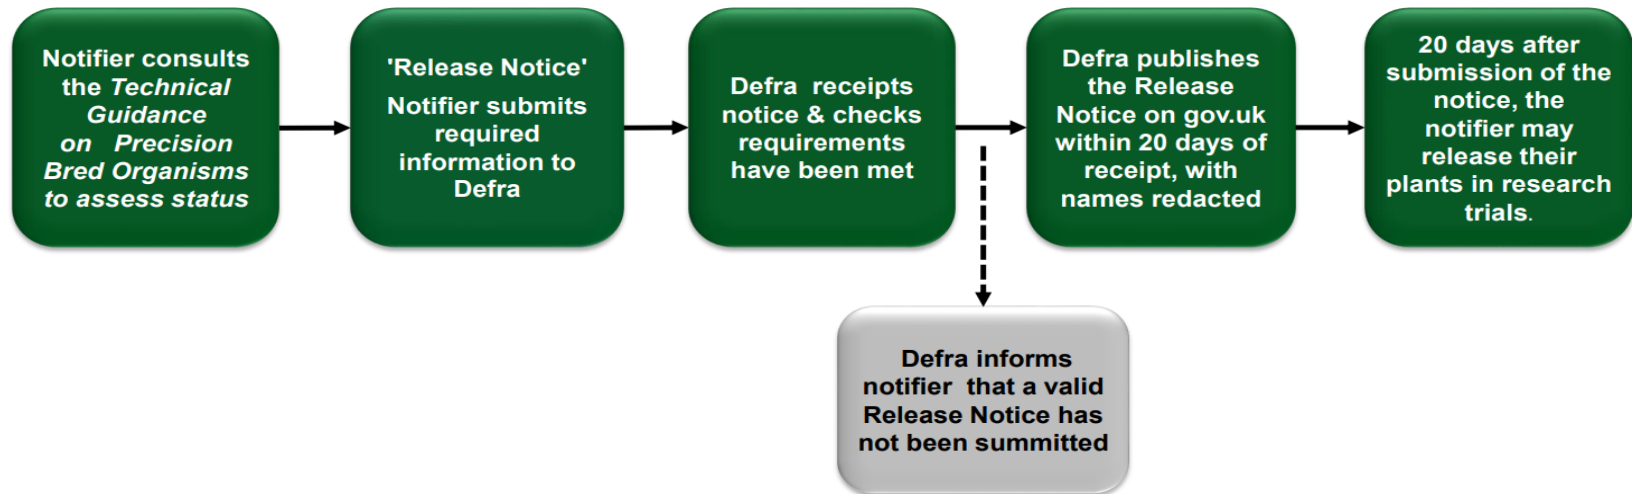 Notifier consults
the Technical
Guidance
on Precision
Bred Organisms
to assess status
'Release Notice'
Notifier submits
required
information to
Defra
Defra receipts
notice & checks
requirements
have been met
Defra publishes
the Release
Notice on gov.uk
within 20 days of
receipt, with
names redacted
20 days after
submission of the
notice, the
notifier may
release their
plants in research
trials.
Defra informs
notifier that a valid
Release Notice has
not been summitted